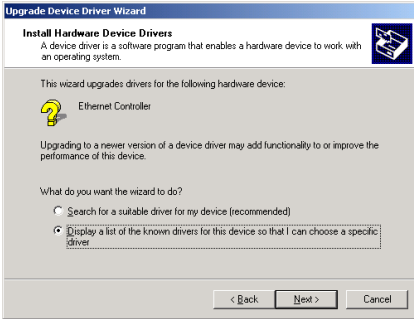 Upgrade Device Driver Wizard
Install Hardware Device Drivers
A device driver is a software program that enables a hardware device to work with
an operating system.
This wizard upgrades drivers for the following hardware device:
Ethernet Controller
Upgrading to a newer version of a device driver may add functionality to or improve the
performance of this device.
What do you want the wizard to do?
Search for a suitable driver for my device (recommended)
Display a list of the known drivers for this device so that I can choose a specific
driver
< Back
Next >
Cancel